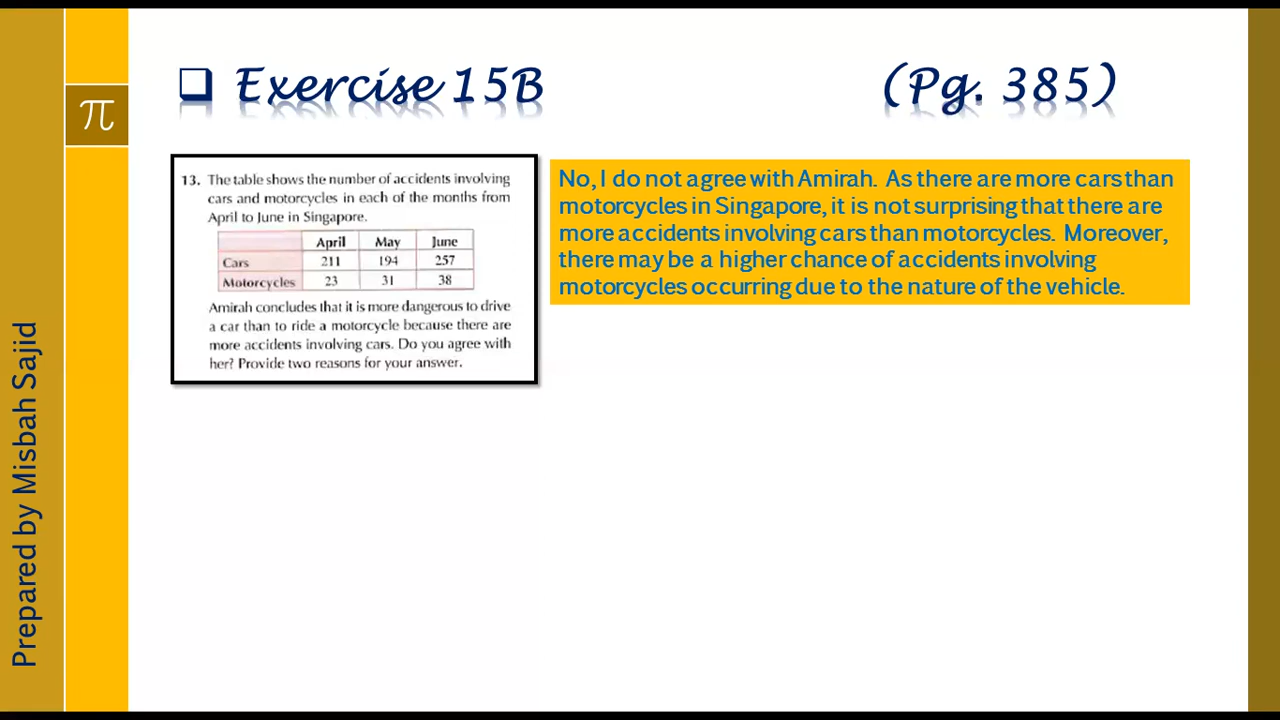 ❑ Exercise 15B (Pg. 385)
π
13. The table shows the number of accidents involving
cars and motorcycles in each of the months from
April to June in Singapore.
April May June
Cars 211 194 257
Motorcycles 23 31 38
Amirah concludes that it is more dangerous to drive
a car than to ride a motorcycle because there are
more accidents involving cars. Do you agree with
her? Provide two reasons for your answer.
No, I do not agree with Amirah. As there are more cars than
motorcycles in Singapore, it is not surprising that there are
more accidents involving cars than motorcycles. Moreover,
there may be a higher chance of accidents involving
motorcycles occurring due to the nature of the vehicle.
Prepared by Misbah Sajid